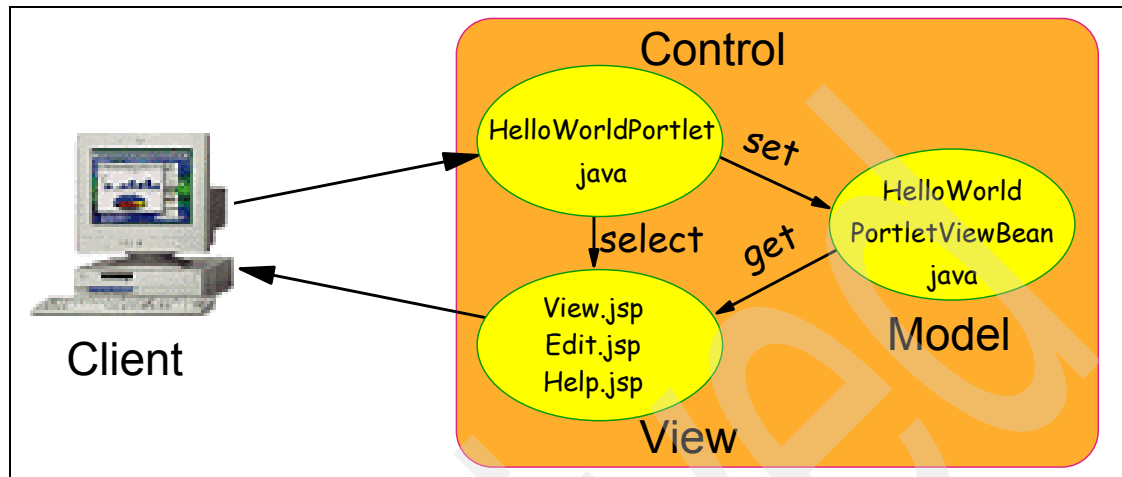 Control
HelloWorldPortlet
java
set
HelloWorld
PortletViewBean
java
select
get
View.jsp
Edit.jsp
Help.jsp
Model
Client
View